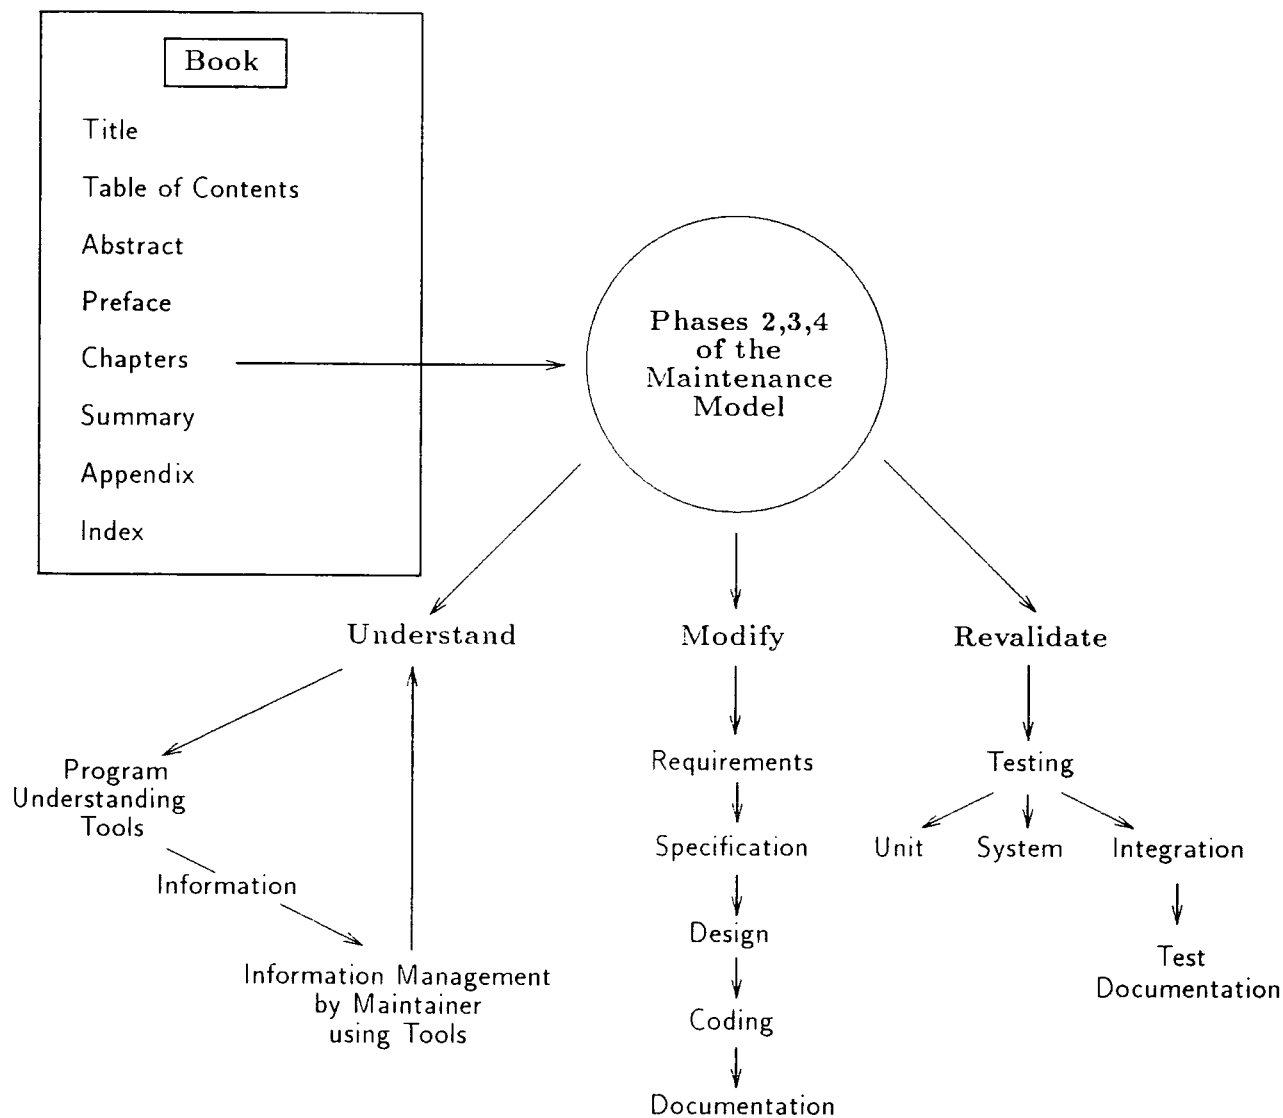 Book
Title
Table of Contents
Abstract
Preface
Chapters
Summary
Appendix
Index
Phases 2,3,4
of the
Maintenance
Model
Understand
Modify
Revalidate
Program
Understanding
Tools
Information
Information Management
by Maintainer
using Tools
Requirements
Specification
Design
Coding
Documentation
Testing
Unit
System
Integration
Test
Documentation